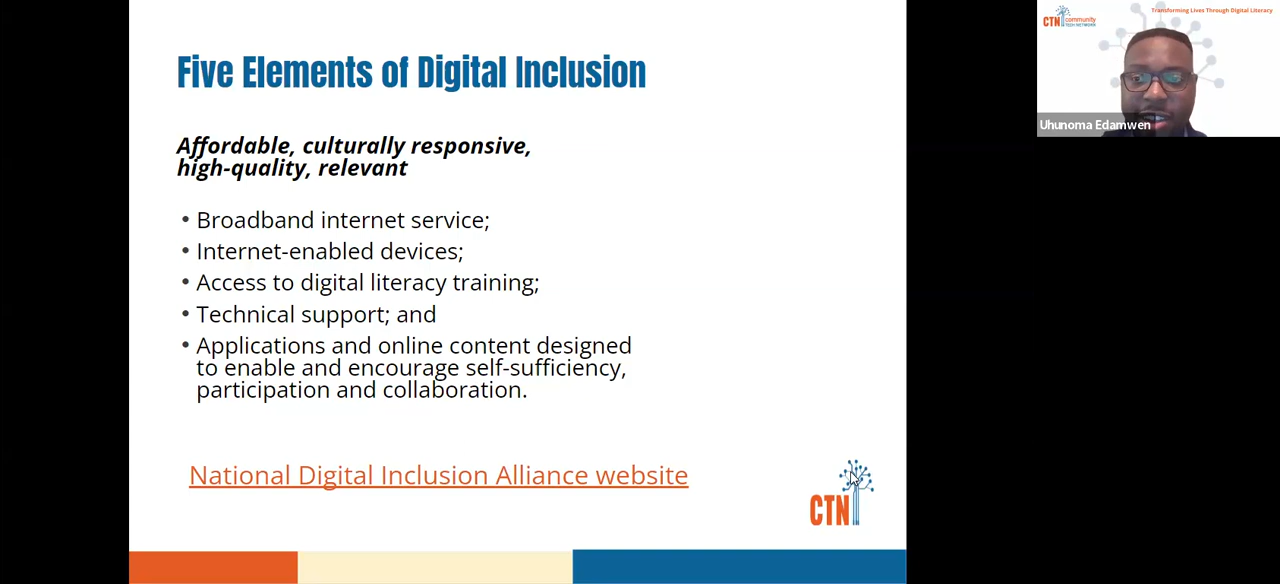 Five Elements of Digital Inclusion
Affordable, culturally responsive,
high-quality, relevant
• Broadband internet service;
• Internet-enabled devices;
• Access to digital literacy training;
• Technical support; and
• Applications and online content designed
to enable and encourage self-sufficiency,
participation and collaboration.
National Digital Inclusion Alliance website
CTN
CTN community
TECH NETWORK
Transforming Lives Through Digital Literacy
Uhunoma Edamwen